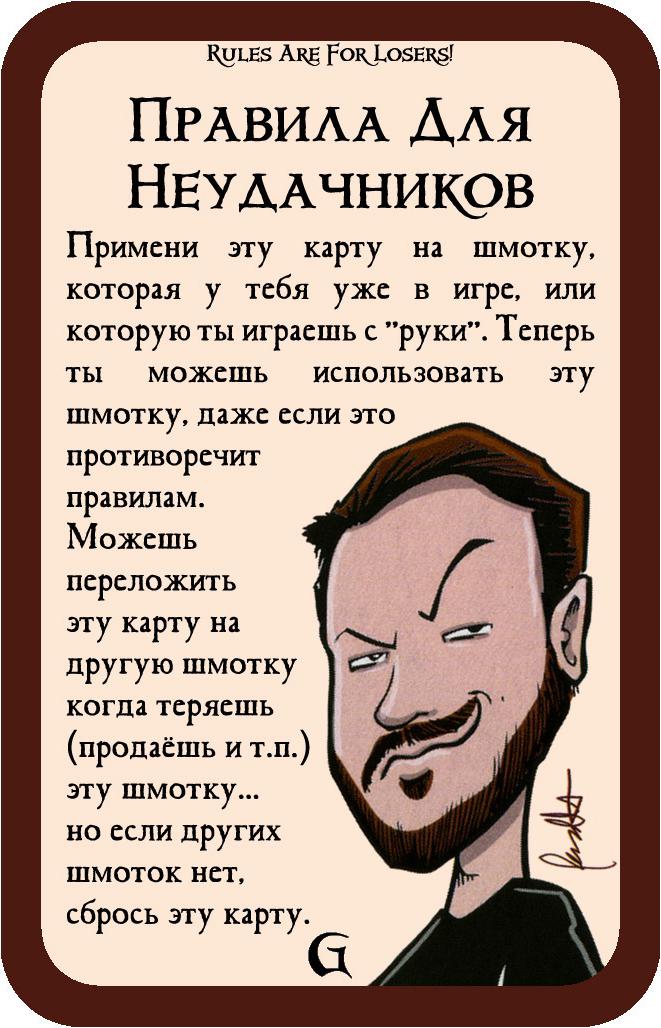 Rules Are For Losers!
Правила Для
Неудачников
Примени эту карту на шмотку,
которая у тебя уже в игре, или
которую ты играешь с "руки". Теперь
ты можешь использовать эту
шмотку, даже если это
противоречит
правилам.
Можешь
переложить
эту карту на
другую шмотку
когда теряешь
(продаёшь и т.п.)
эту шмотку...
но если других
шмоток нет,
сбрось эту карту.
G